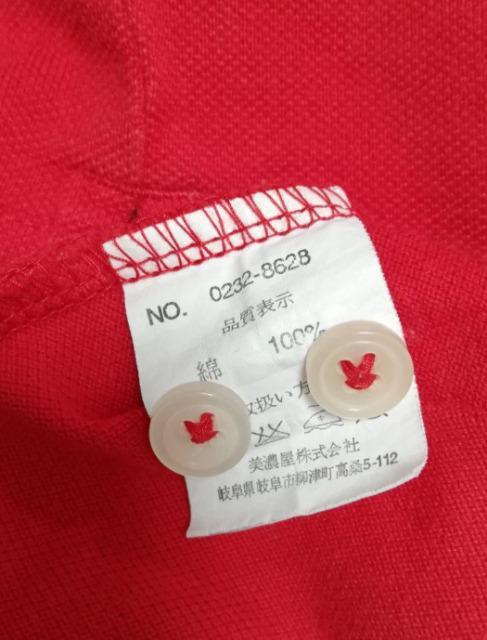 NO. 0232-8628
品質表示
綿 100%
取扱い方
美濃屋株式会社
岐阜県岐阜市柳津町高桑5-112